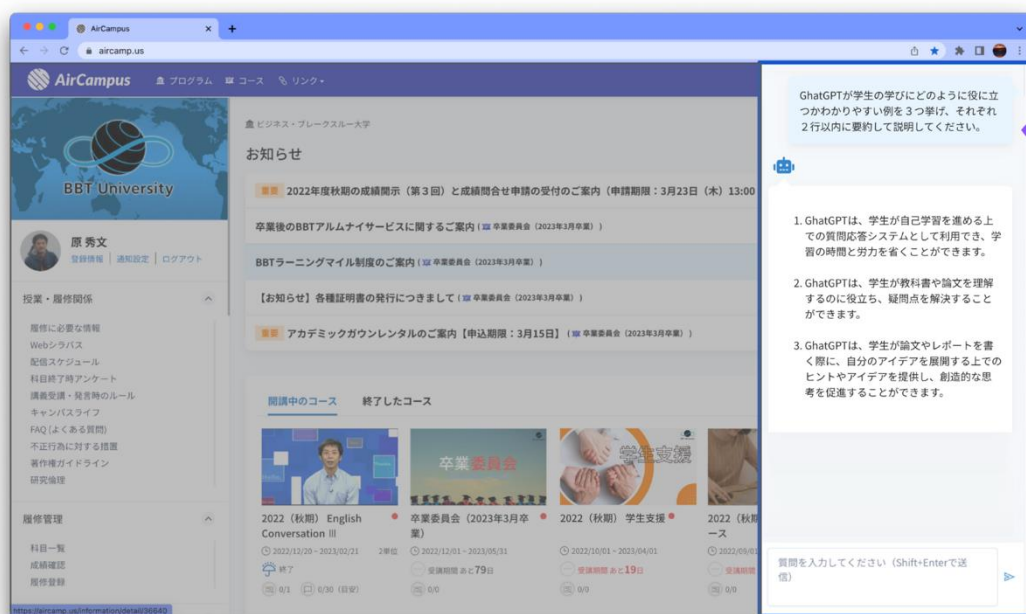 AirCampus
aircamp.us
AirCampus
プログラム
コース
リンク
BBT University
原 秀文
登録情報 | 通知設定 | ログアウト
授業・履修関係
履修に必要な情報
Webシラバス
配信スケジュール
科目終了時アンケート
講義受講・発言時のルール
キャンパスライフ
FAQ (よくある質問)
不正行為に対する措置
著作権ガイドライン
研究倫理
履修管理
科目一覧
成績確認
履修登録
https://aircamp.us/information/detail/36640
ビジネス・ブレークスルー大学
お知らせ
重要 2022年度秋期の成績開示（第３回）と成績問合せ申請の受付のご案内（申請期限：3月23日（木）13:00
卒業後のBBTアルムナイサービスに関するご案内 ( 卒業委員会（2023年3月卒業） )
BBTラーニングマイル制度のご案内 ( 卒業委員会（2023年3月卒業） )
【お知らせ】各種証明書の発行につきまして ( 卒業委員会（2023年3月卒業） )
重要 アカデミックガウンレンタルのご案内【申込期限：3月15日】 ( 卒業委員会（2023年3月卒業） )
開講中のコース 終了したコース
2022（秋期） English
Conversation III
2022/12/20 ~ 2023/02/21 2単位
終了
0/1 0/30 (目安)
卒業委員会
卒業委員会（2023年3月卒
業）
2022/12/01 ~ 2023/05/31
受講期間 あと79日
0/0
学生支援
2022（秋期） 学生支援
2022/10/01 ~ 2023/04/01
受講期間 あと19日
0/0
2022（秋期
ース
2022/09/01
受講期間
0/0
GhatGPTが学生の学びにどのように役に立
つかわかりやすい例を３つ挙げ、それぞれ
２行以内に要約して説明してください。
1. GhatGPTは、学生が自己学習を進める上
での質問応答システムとして利用でき、学
習の時間と労力を省くことができます。
2. GhatGPTは、学生が教科書や論文を理解
するのに役立ち、疑問点を解決すること
ができます。
3. GhatGPTは、学生が論文やレポートを書
く際に、自分のアイデアを展開する上での
ヒントやアイデアを提供し、創造的な思
考を促進することができます。
質問を入力してください（Shift+Enterで送
信）